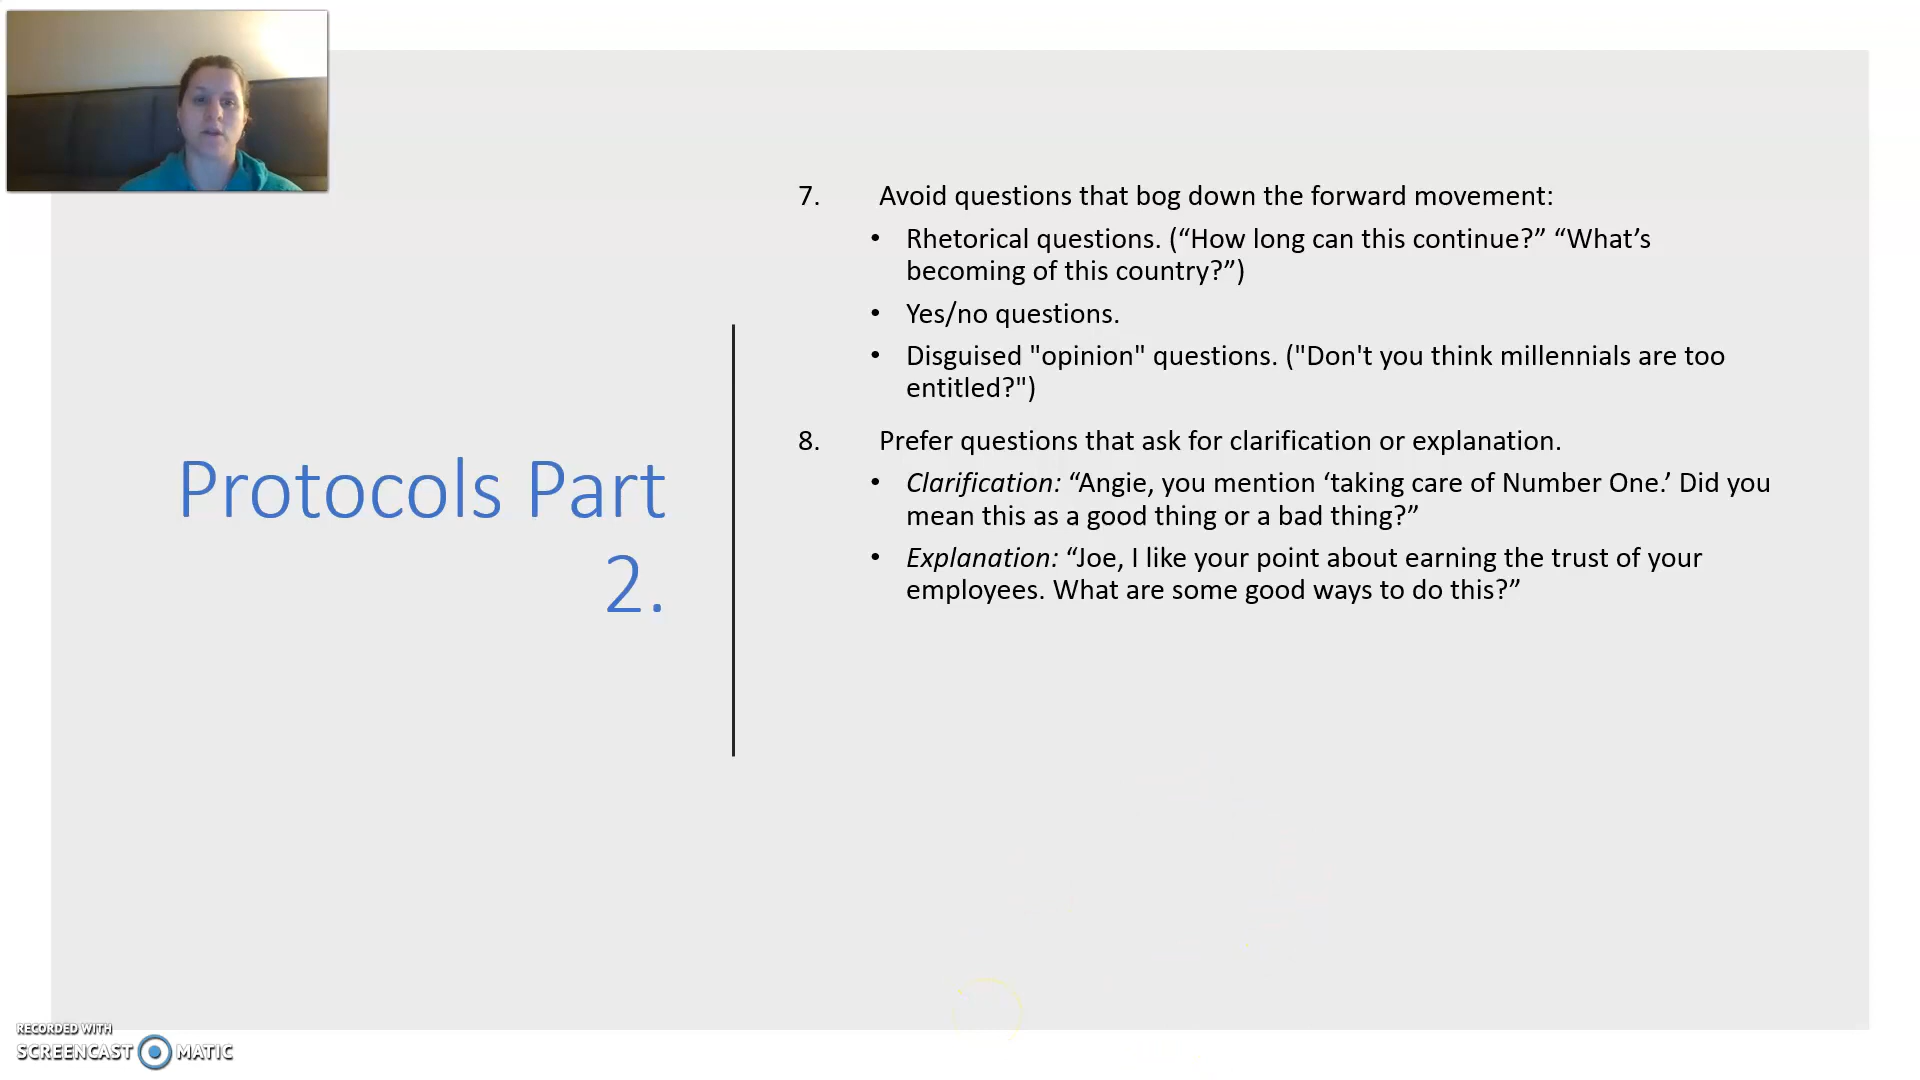 7. Avoid questions that bog down the forward movement:
• Rhetorical questions. (“How long can this continue?” “What’s
becoming of this country?”)
• Yes/no questions.
• Disguised "opinion" questions. ("Don't you think millennials are too
entitled?")
8. Prefer questions that ask for clarification or explanation.
• Clarification: “Angie, you mention ‘taking care of Number One.’ Did you
mean this as a good thing or a bad thing?”
• Explanation: “Joe, I like your point about earning the trust of your
employees. What are some good ways to do this?”
Protocols Part
2.
RECORDED WITH
SCREENCAST MATIC